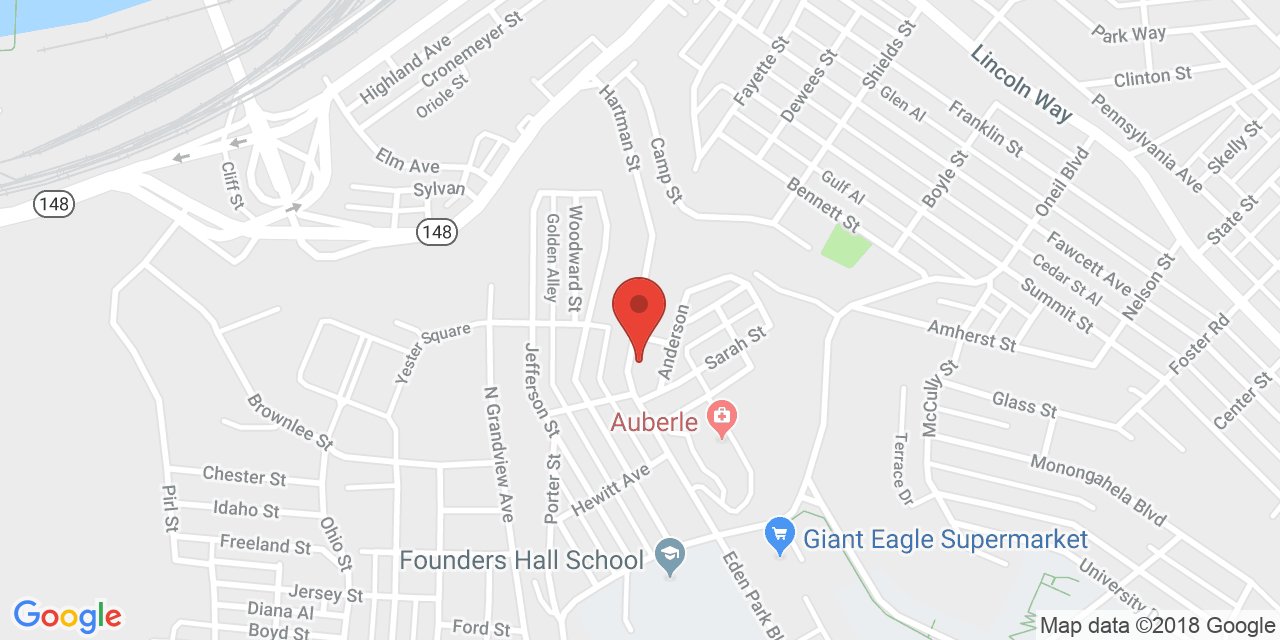 Highland Ave
Cronemeyer St
Oriole St
Fayette St
Dewees St
Shields St
Lincoln Way
Park Way
Clinton St
Hartman St
Camp St
Glen Al
Franklin St
Pennsylvania Ave
Skelly St
Elm Ave
Sylvan
Cliff St
148
148
Gulf Al
Bennett St
Boyle St
Oneil Blvd
State St
Woodward St
Golden Alley
Fawcett Ave
Cedar St Al
Summit St
Nelson St
Yester Square
Anderson
Sarah St
Amherst St
Foster Rd
Jefferson St
N Grandview Ave
Auberle
McCully St
Glass St
Center St
Brownlee St
Chester St
Pirl St
Idaho St
Ohio St
Porter St
Hewitt Ave
Terrace Dr
Monongahela Blvd
Freeland St
Founders Hall School
Giant Eagle Supermarket
Eden Park Bl
University D
Jersey St
Diana Al
Boyd St
Ford St
Google
Map data ©2018 Google